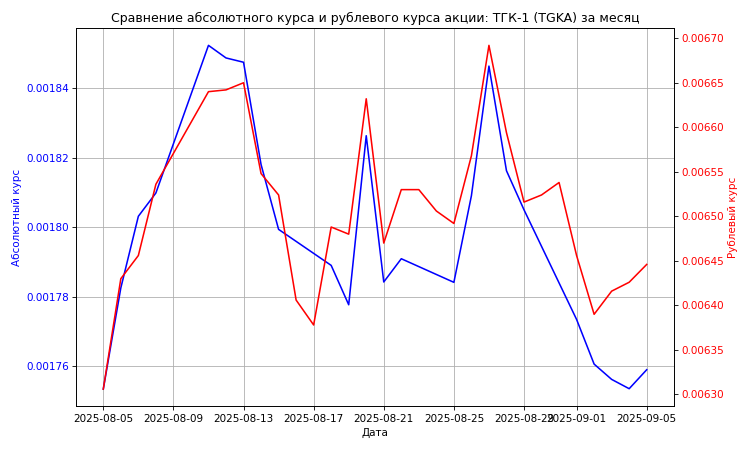 Сравнение абсолютного курса и рублевого курса акции: ТГК-1 (TGKA) за месяц
0.00670
0.00184
0.00665
0.00660
0.00182
0.00655
Абсолютный курс
Рублевый курс
0.00180
0.00650
0.00645
0.00178
0.00640
0.00176
0.00635
0.00630
2025-08-05 2025-08-09 2025-08-13 2025-08-17 2025-08-21 2025-08-25 2025-08-29 2025-09-01 2025-09-05
Дата